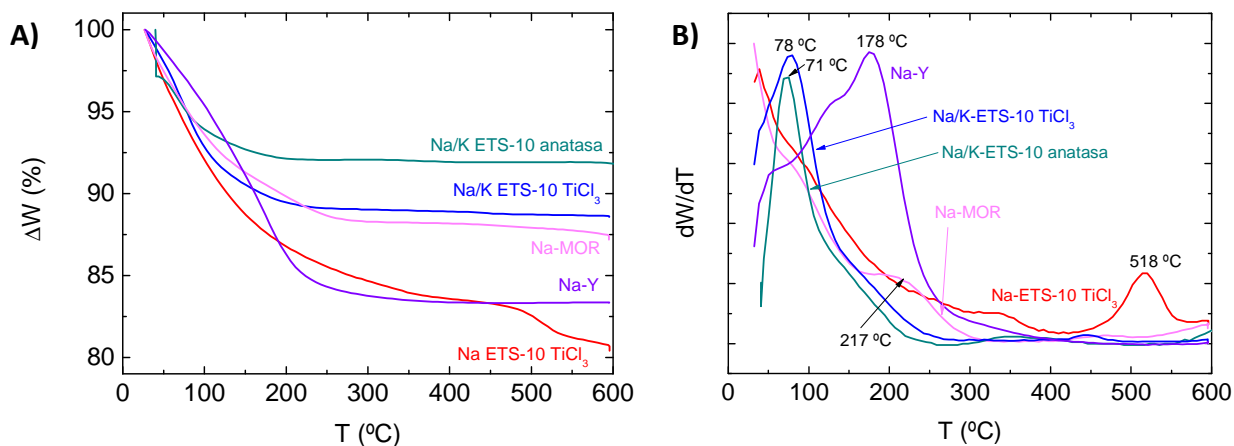 A)
100
95
90
85
80
ΔW (%)
0
100
200
300
400
500
600
T (ºC)
Na/K ETS-10 anatasa
Na/K ETS-10 TiCl3
Na-MOR
Na-Y
Na ETS-10 TiCl3
B)
dW/dT
78 ºC
71 ºC
178 ºC
Na-Y
Na/K-ETS-10 TiCl3
Na/K-ETS-10 anatasa
Na-MOR
518 ºC
Na-ETS-10 TiCl3
217 ºC
0
100
200
300
400
500
600
T (ºC)